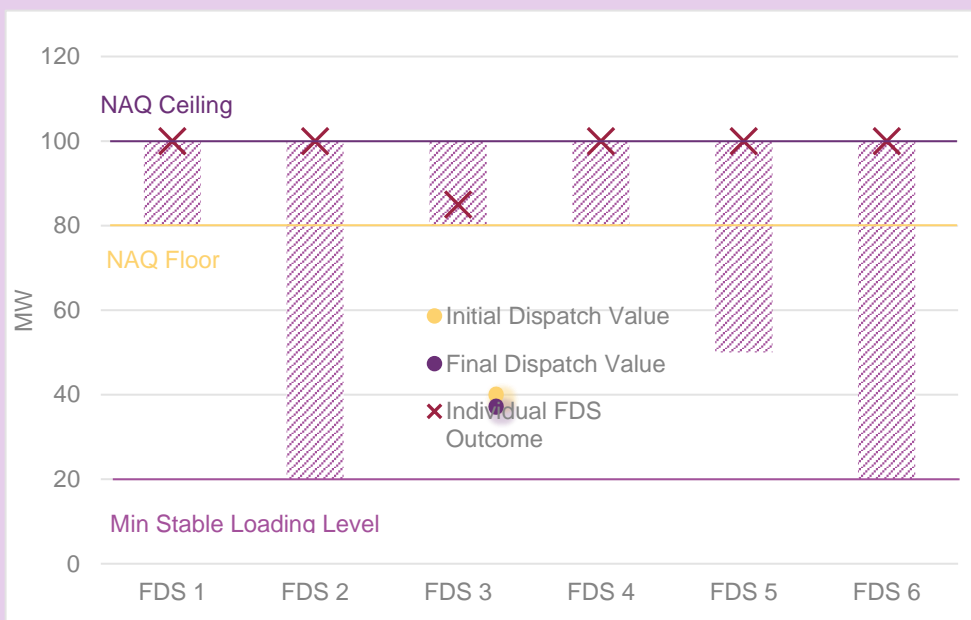 120
NAQ Ceiling
100
80
NAQ Floor
MW
60
Initial Dispatch Value
Final Dispatch Value
40
Individual FDS
Outcome
20
Min Stable Loading Level
0
FDS 1
FDS 2
FDS 3
FDS 4
FDS 5
FDS 6